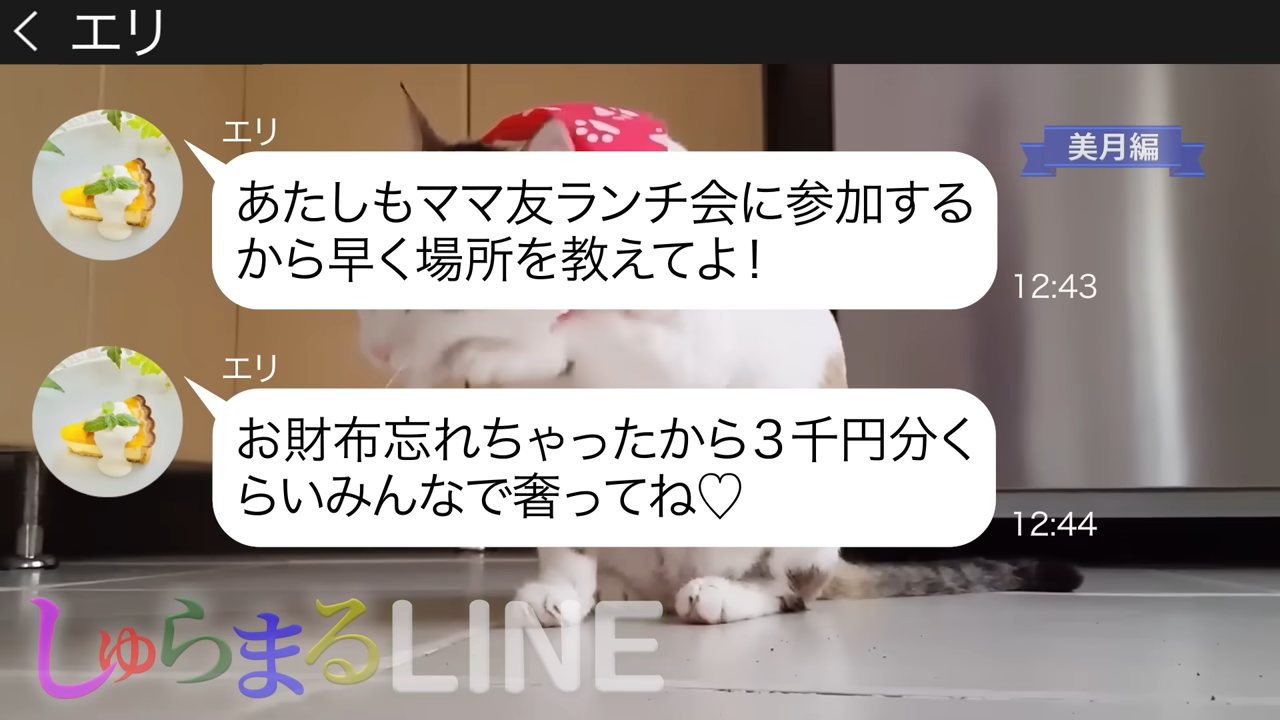 エリ
美月編
エリ
あたしもママ友ランチ会に参加する
から早く場所を教えてよ！
12:43
エリ
お財布忘れちゃったから３千円分く
らいみんなで奢ってね♡
12:44
しゅらまるLINE